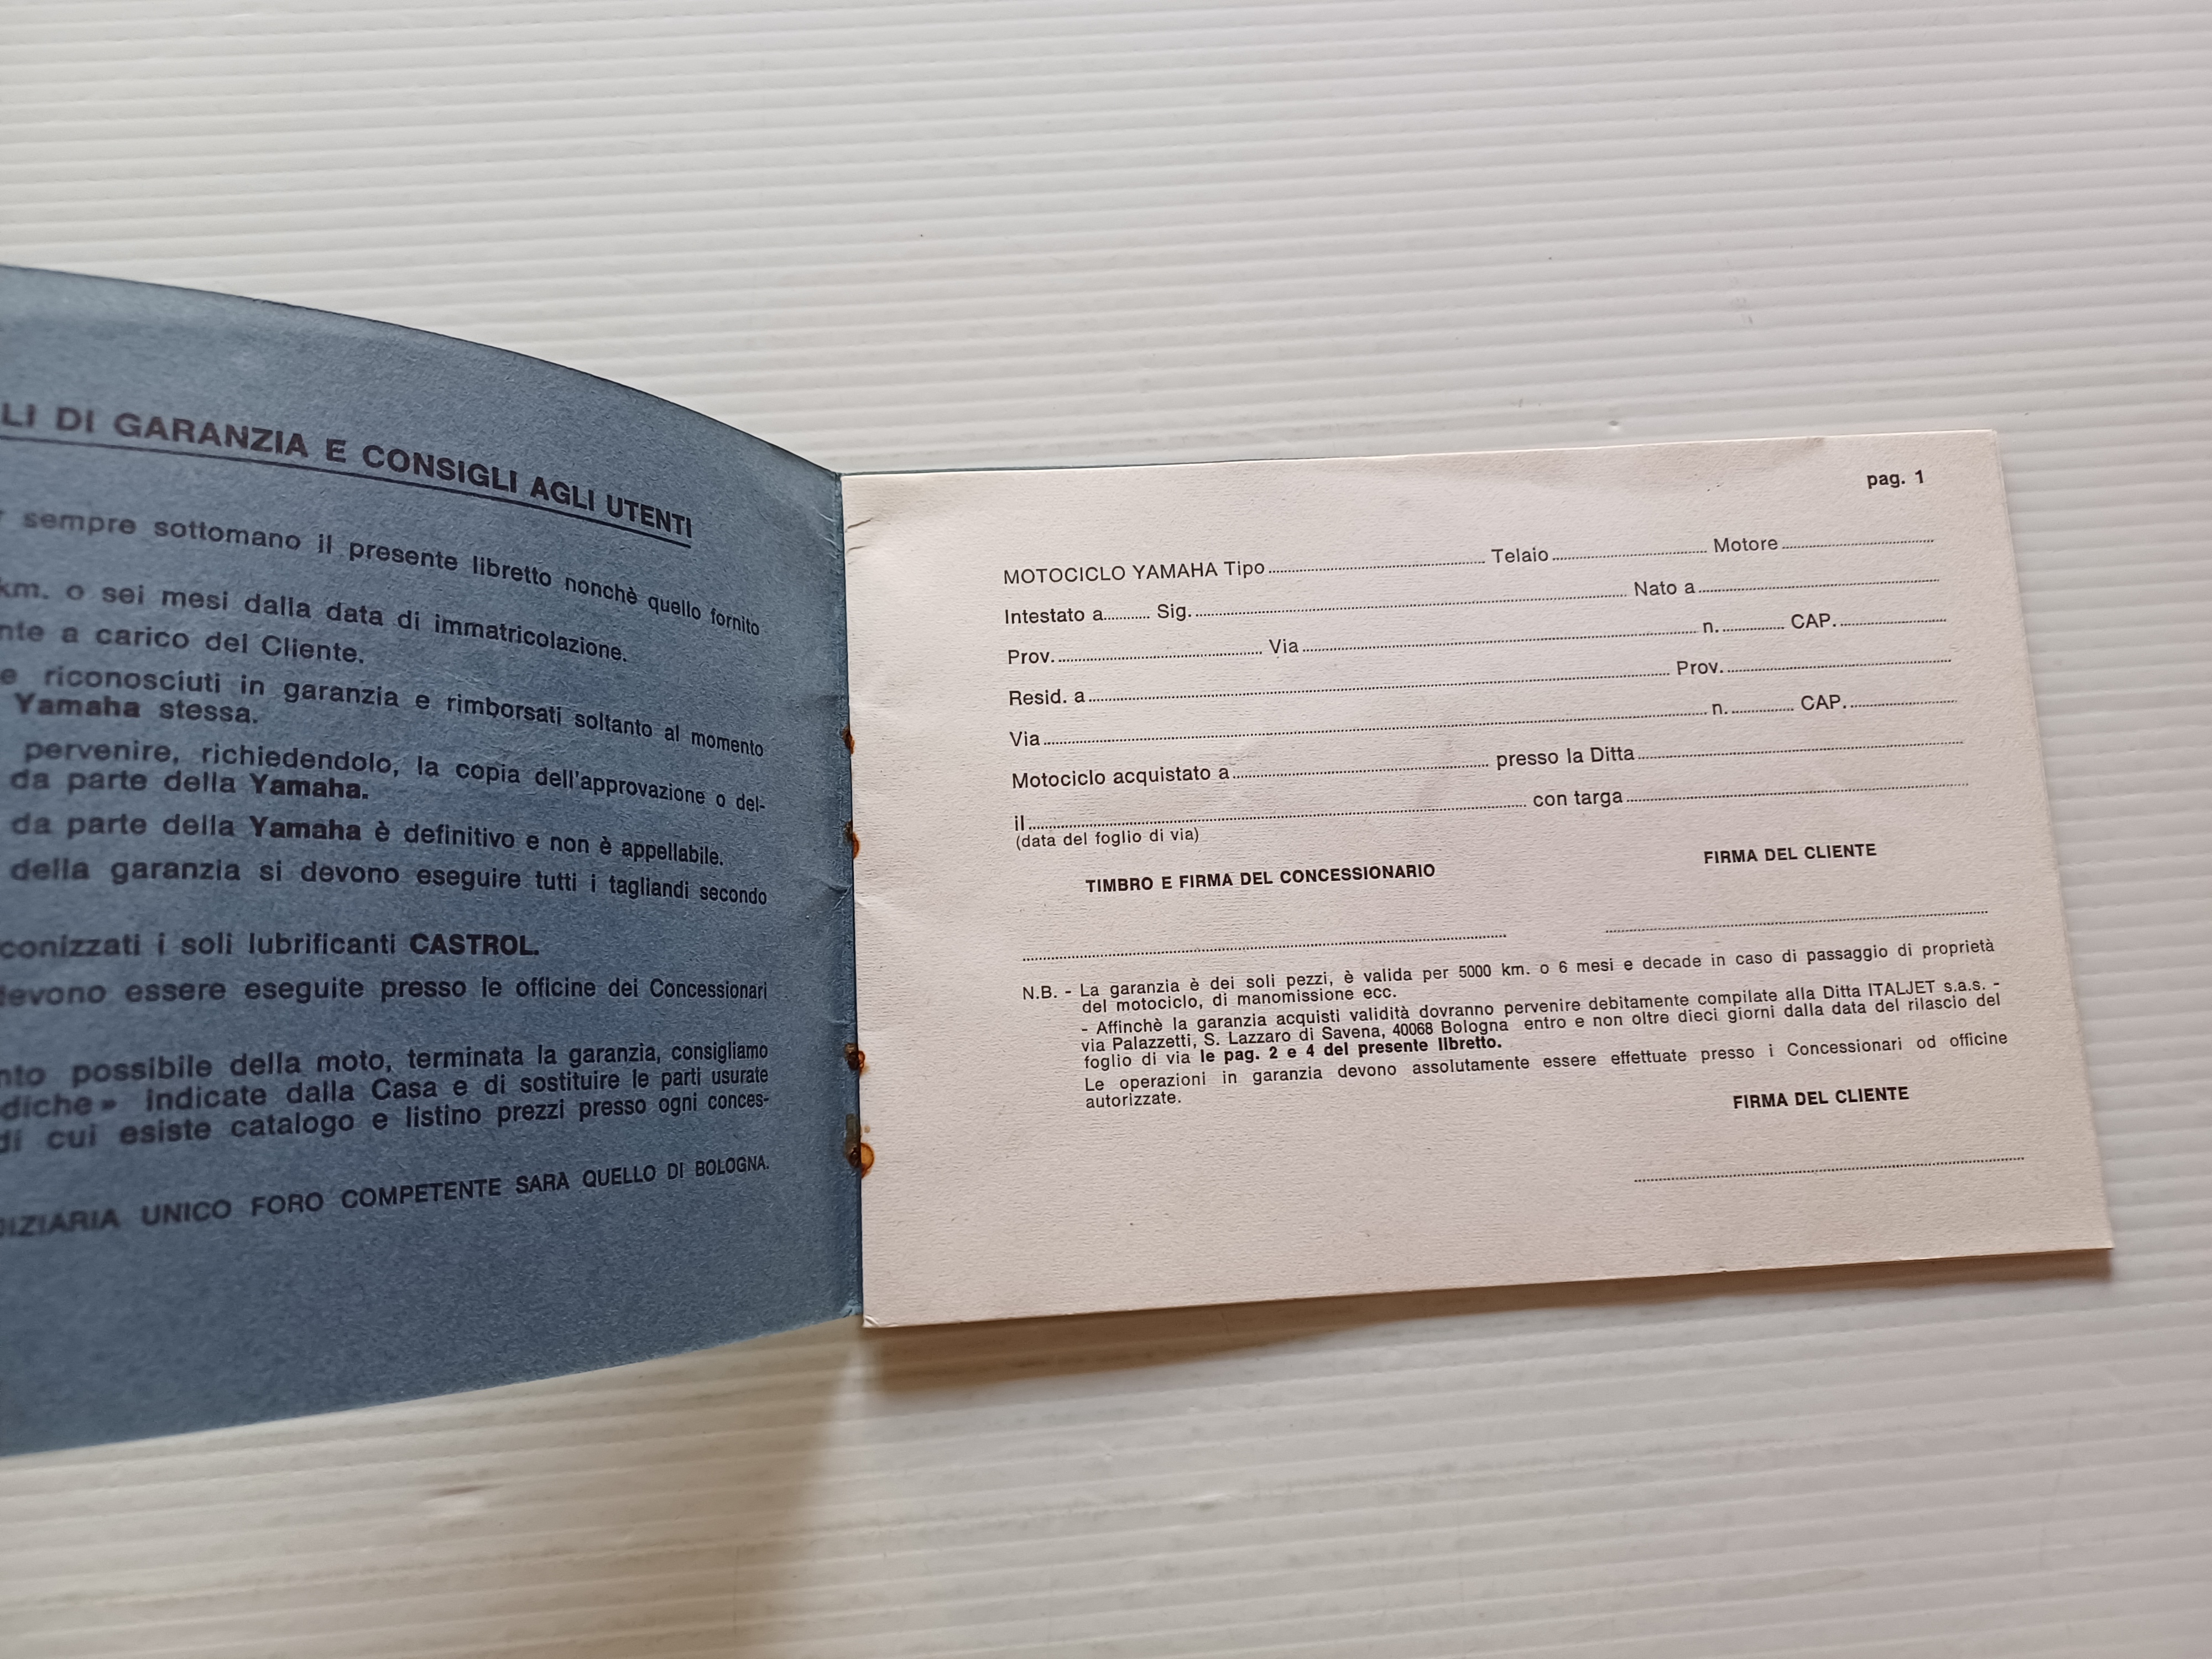 LI DI GARANZIA E CONSIGLI AGLI UTENTI
sempre sottomano il presente libretto nonchè quello fornito
km. o sei mesi dalla data di immatricolazione.
nte a carico del Cliente.
e riconosciuti in garanzia e rimborsati soltanto al momento
Yamaha stessa.
pervenire, richiedendolo, la copia dell'approvazione o del-
da parte della Yamaha.
da parte della Yamaha è definitivo e non è appellabile.
della garanzia si devono eseguire tutti i tagliandi secondo
conizzati i soli lubrificanti CASTROL.
devono essere eseguite presso le officine dei Concessionari
nto possibile della moto, terminata la garanzia, consigliamo
diche» indicate dalla Casa e di sostituire le parti usurate
di cui esiste catalogo e listino prezzi presso ogni conces-
DIZIARIA UNICO FORO COMPETENTE SARÀ QUELLO DI BOLOGNA.
pag. 1
MOTOCICLO YAMAHA Tipo Telaio Motore
Intestato a Sig. Nato a
Prov. Via n. CAP.
Resid. a Prov.
Via n. CAP.
Motociclo acquistato a presso la Ditta
il con targa
(data del foglio di via)
TIMBRO E FIRMA DEL CONCESSIONARIO FIRMA DEL CLIENTE
N.B. - La garanzia è dei soli pezzi, è valida per 5000 km. o 6 mesi e decade in caso di passaggio di proprietà
del motociclo, di manomissione ecc.
- Affinchè la garanzia acquisti validità dovranno pervenire debitamente compilate alla Ditta ITALJET s.a.s. -
via Palazzetti, S. Lazzaro di Savena, 40068 Bologna entro e non oltre dieci giorni dalla data del rilascio del
foglio di via le pag. 2 e 4 del presente libretto.
Le operazioni in garanzia devono assolutamente essere effettuate presso i Concessionari od officine
autorizzate.
FIRMA DEL CLIENTE